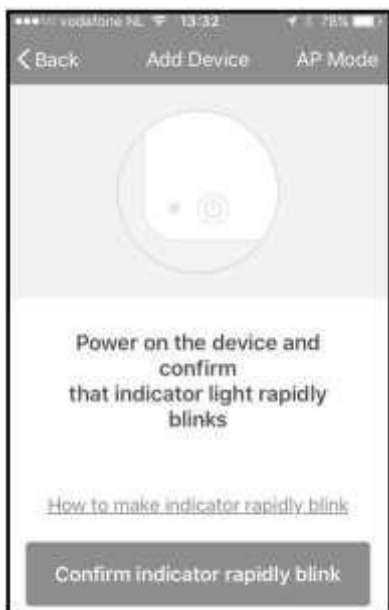 vodafone NL 13:32 78%
Back Add Device AP Mode
Power on the device and
confirm
that indicator light rapidly
blinks
How to make indicator rapidly blink
Confirm indicator rapidly blink